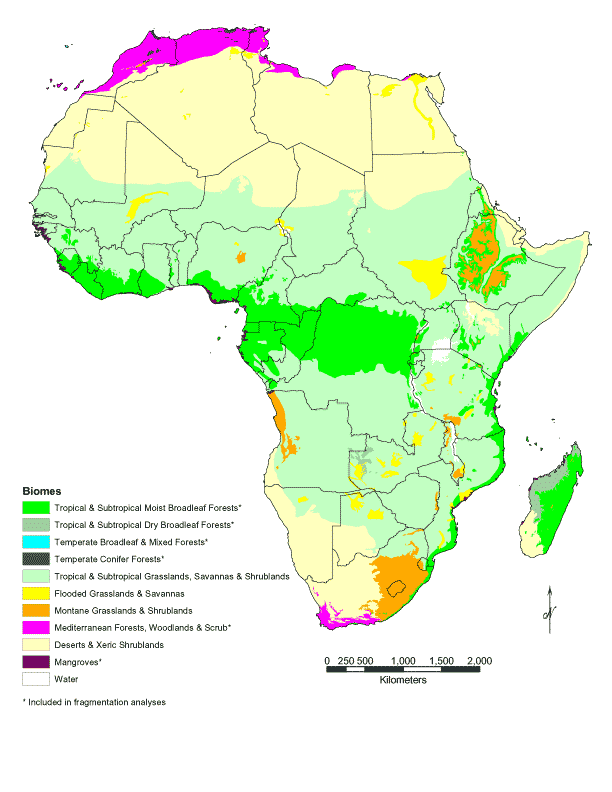 Biomes
Tropical & Subtropical Moist Broadleaf Forests*
Tropical & Subtropical Dry Broadleaf Forests*
Temperate Broadleaf & Mixed Forests*
Temperate Conifer Forests*
Tropical & Subtropical Grasslands, Savannas & Shrublands
Flooded Grasslands & Savannas
Montane Grasslands & Shrublands
Mediterranean Forests, Woodlands & Scrub*
Deserts & Xeric Shrublands
Mangroves*
Water
* Included in fragmentation analyses
N
0 250 500 1,000 1,500 2,000
Kilometers